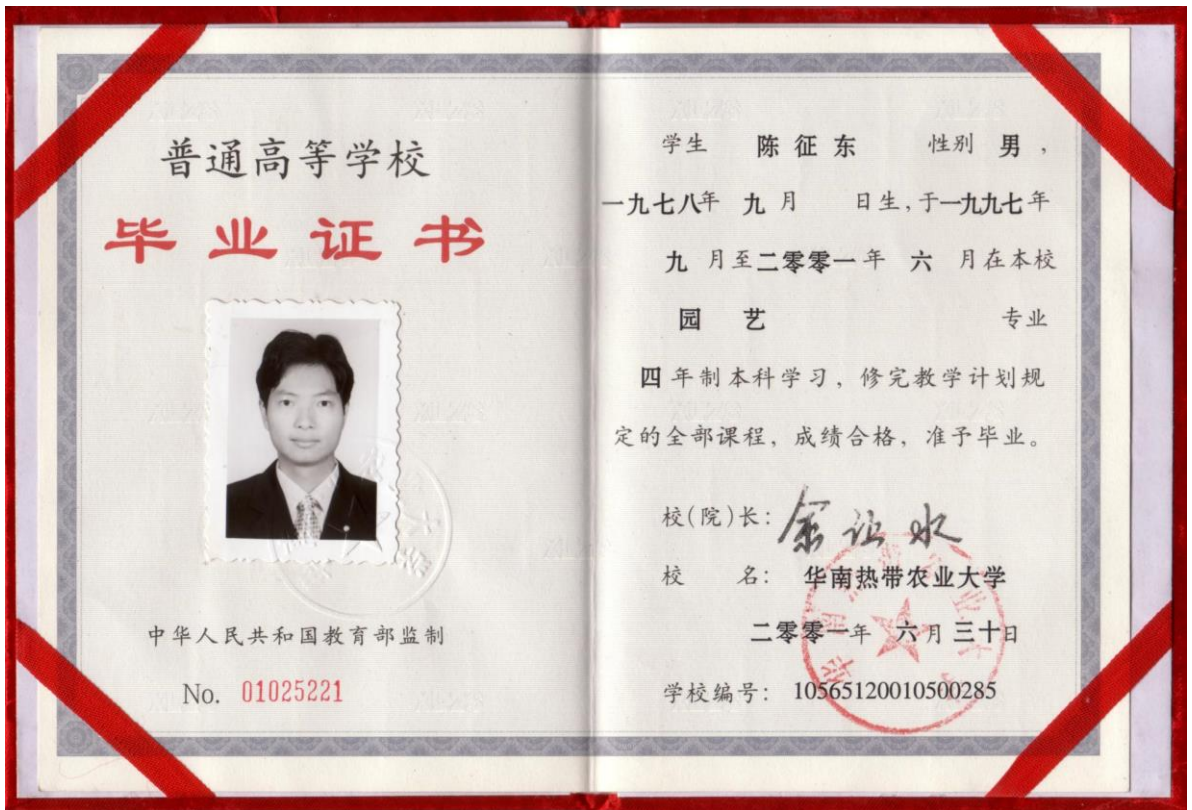 普通高等学校
毕业证书
中华人民共和国教育部监制
No. 01025221
学生 陈征东 性别 男，
一九七八年 九月 日生，于一九九七年
九 月至二零零一年 六 月在本校
园 艺 专业
四 年制本科学习，修完教学计划规
定的全部课程，成绩合格，准予毕业。
校(院)长：余让水
校 名：华南热带农业大学
二零零一年 六月三十日
学校编号：10565120010500285